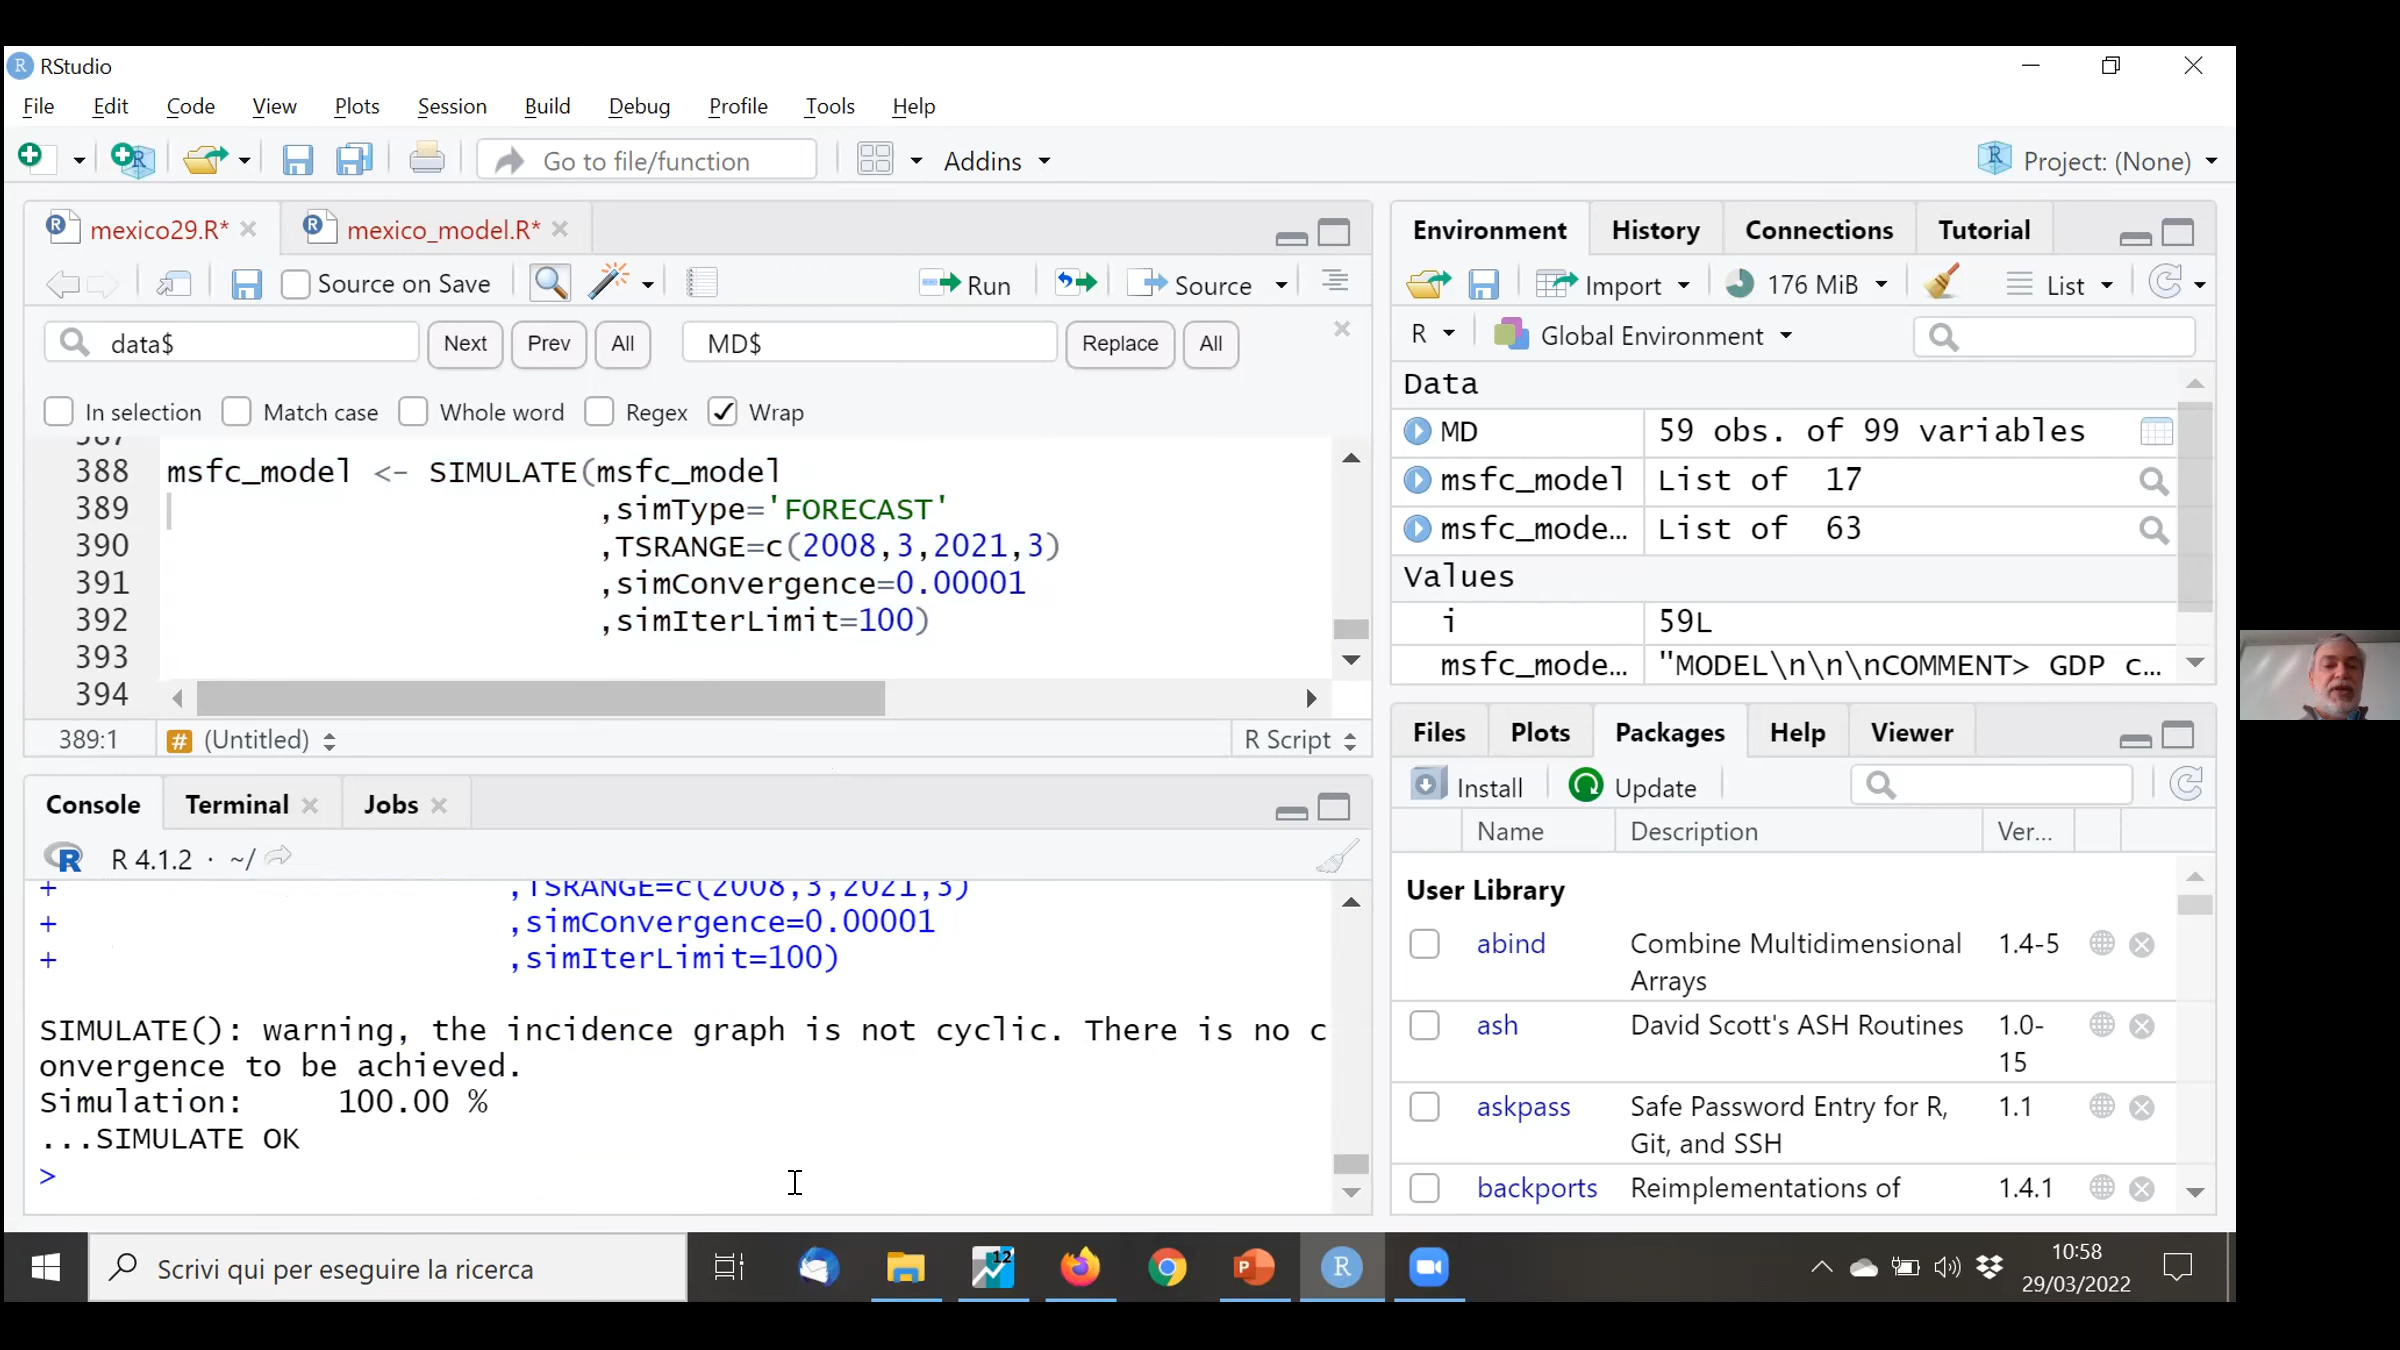 RStudio
File Edit Code View Plots Session Build Debug Profile Tools Help
Go to file/function Addins Project: (None)
mexico29.R* mexico_model.R*
Source on Save Run Source
data$ Next Prev All MD$ Replace All
In selection Match case Whole word Regex Wrap
387
388 msfc_model <- SIMULATE(msfc_model
389 ,simType='FORECAST'
390 ,TSRANGE=c(2008,3,2021,3)
391 ,simConvergence=0.00001
392 ,simIterLimit=100)
393
394
389:1 # (Untitled) R Script
Console Terminal Jobs
R 4.1.2 · ~/
+ ,TSRANGE=c(2008,3,2021,3)
+ ,simConvergence=0.00001
+ ,simIterLimit=100)
SIMULATE(): warning, the incidence graph is not cyclic. There is no c
onvergence to be achieved.
Simulation: 100.00 %
...SIMULATE OK
>
Environment History Connections Tutorial
Import 176 MiB List
R Global Environment
Data
MD 59 obs. of 99 variables
msfc_model List of 17
msfc_mode... List of 63
Values
i 59L
msfc_mode... "MODEL\n\n\nCOMMENT> GDP c...
Files Plots Packages Help Viewer
Install Update
Name Description Ver...
User Library
abind Combine Multidimensional 1.4-5
Arrays
ash David Scott's ASH Routines 1.0-
15
askpass Safe Password Entry for R, 1.1
Git, and SSH
backports Reimplementations of 1.4.1
Scrivi qui per eseguire la ricerca
12
10:58
29/03/2022